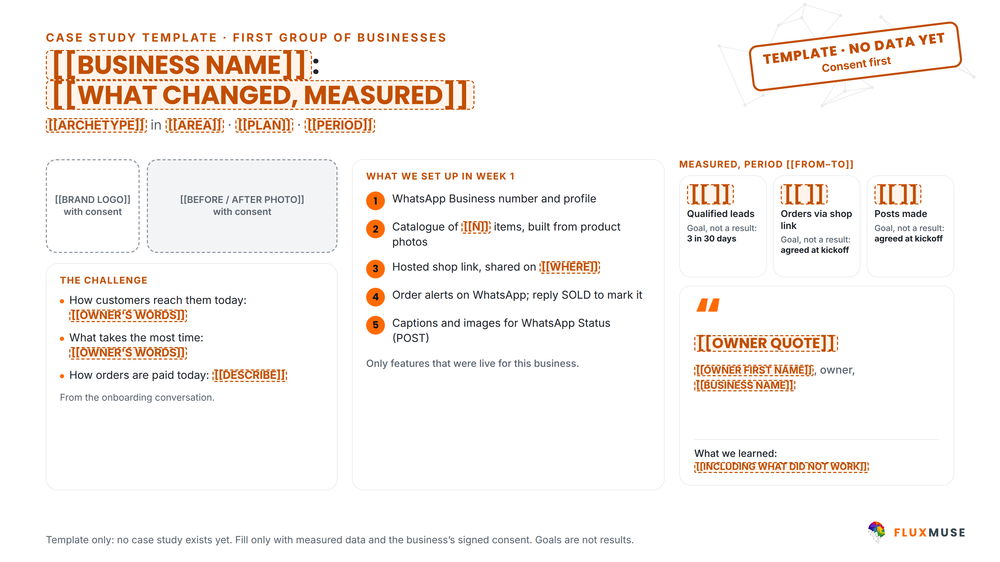 CASE STUDY TEMPLATE · FIRST GROUP OF BUSINESSES
[[BUSINESS NAME]]:
[[WHAT CHANGED, MEASURED]]
[[ARCHETYPE]] in [[AREA]] · [[PLAN]] · [[PERIOD]]
TEMPLATE · NO DATA YET
Consent first
[[BRAND LOGO]]
with consent
[[BEFORE / AFTER PHOTO]]
with consent
THE CHALLENGE
• How customers reach them today:
[[OWNER'S WORDS]]
• What takes the most time:
[[OWNER'S WORDS]]
• How orders are paid today: [[DESCRIBE]]
From the onboarding conversation.
WHAT WE SET UP IN WEEK 1
1 WhatsApp Business number and profile
2 Catalogue of [[N]] items, built from product
photos
3 Hosted shop link, shared on [[WHERE]]
4 Order alerts on WhatsApp; reply SOLD to mark it
5 Captions and images for WhatsApp Status
(POST)
Only features that were live for this business.
MEASURED, PERIOD [[FROM–TO]]
[[ ]]
Qualified leads
Goal, not a result:
3 in 30 days
[[ ]]
Orders via shop
link
Goal, not a result:
agreed at kickoff
[[ ]]
Posts made
Goal, not a result:
agreed at kickoff
“
[[OWNER QUOTE]]
[[OWNER FIRST NAME]], owner,
[[BUSINESS NAME]]
What we learned:
[[INCLUDING WHAT DID NOT WORK]]
Template only: no case study exists yet. Fill only with measured data and the business’s signed consent. Goals are not results.
FLUXMUSE